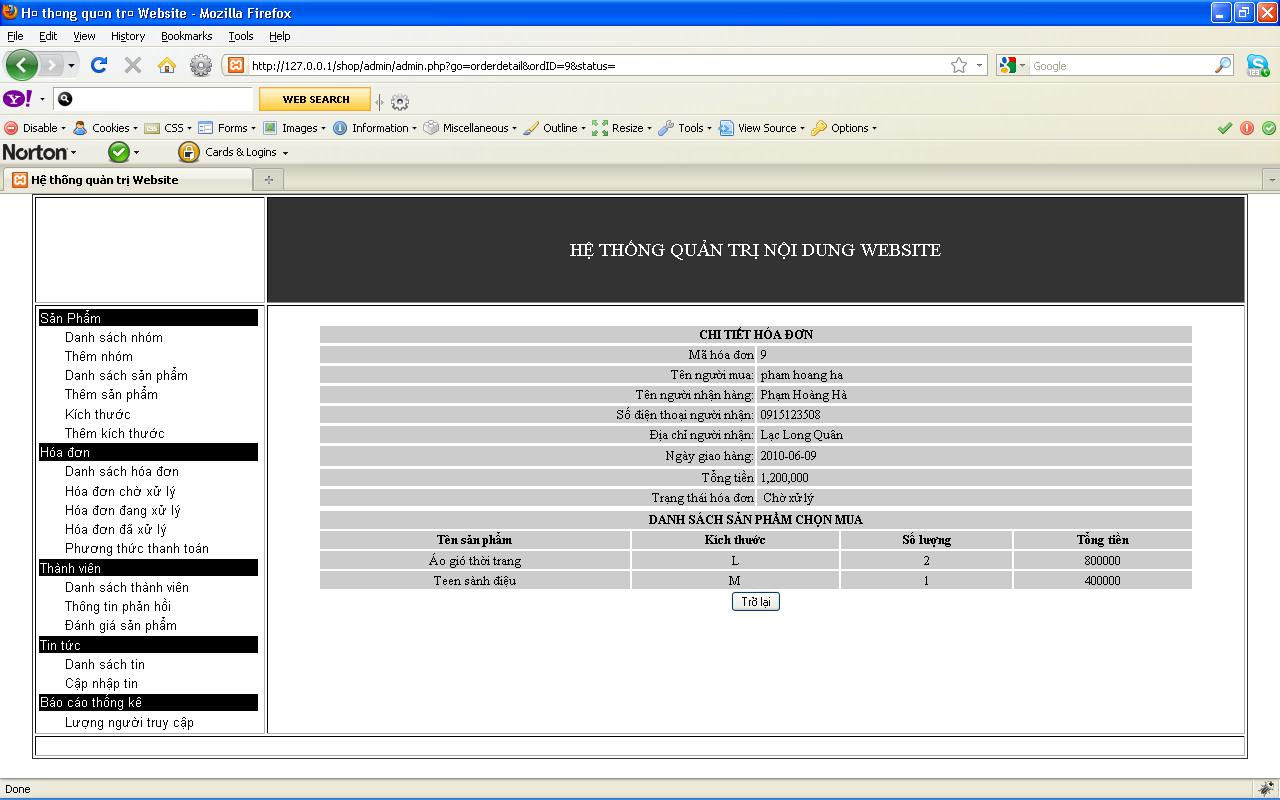 Hệ thống quản trị Website - Mozilla Firefox
File Edit View History Bookmarks Tools Help
http://127.0.0.1/shop/admin/admin.php?go=orderdetail&ordID=9&status=
Google
Y! WEB SEARCH
Disable Cookies CSS Forms Images Information Miscellaneous Outline Resize Tools View Source Options
Norton Cards & Logins
Hệ thống quản trị Website
HỆ THỐNG QUẢN TRỊ NỘI DUNG WEBSITE
Sản Phẩm
Danh sách nhóm
Thêm nhóm
Danh sách sản phẩm
Thêm sản phẩm
Kích thước
Thêm kích thước
Hóa đơn
Danh sách hóa đơn
Hóa đơn chờ xử lý
Hóa đơn đang xử lý
Hóa đơn đã xử lý
Phương thức thanh toán
Thành viên
Danh sách thành viên
Thông tin phản hồi
Đánh giá sản phẩm
Tin tức
Danh sách tin
Cập nhập tin
Báo cáo thống kê
Lượng người truy cập
CHI TIẾT HÓA ĐƠN
Mã hóa đơn 9
Tên người mua: pham hoang ha
Tên người nhận hàng: Phạm Hoàng Hà
Số điện thoại người nhận: 0915123508
Địa chỉ người nhận: Lạc Long Quân
Ngày giao hàng: 2010-06-09
Tổng tiền 1,200,000
Trạng thái hóa đơn Chờ xử lý
DANH SÁCH SẢN PHẨM CHỌN MUA
Tên sản phẩm Kích thước Số lượng Tổng tiền
Áo gió thời trang L 2 800000
Teen sành điệu M 1 400000
Trở lại
Done